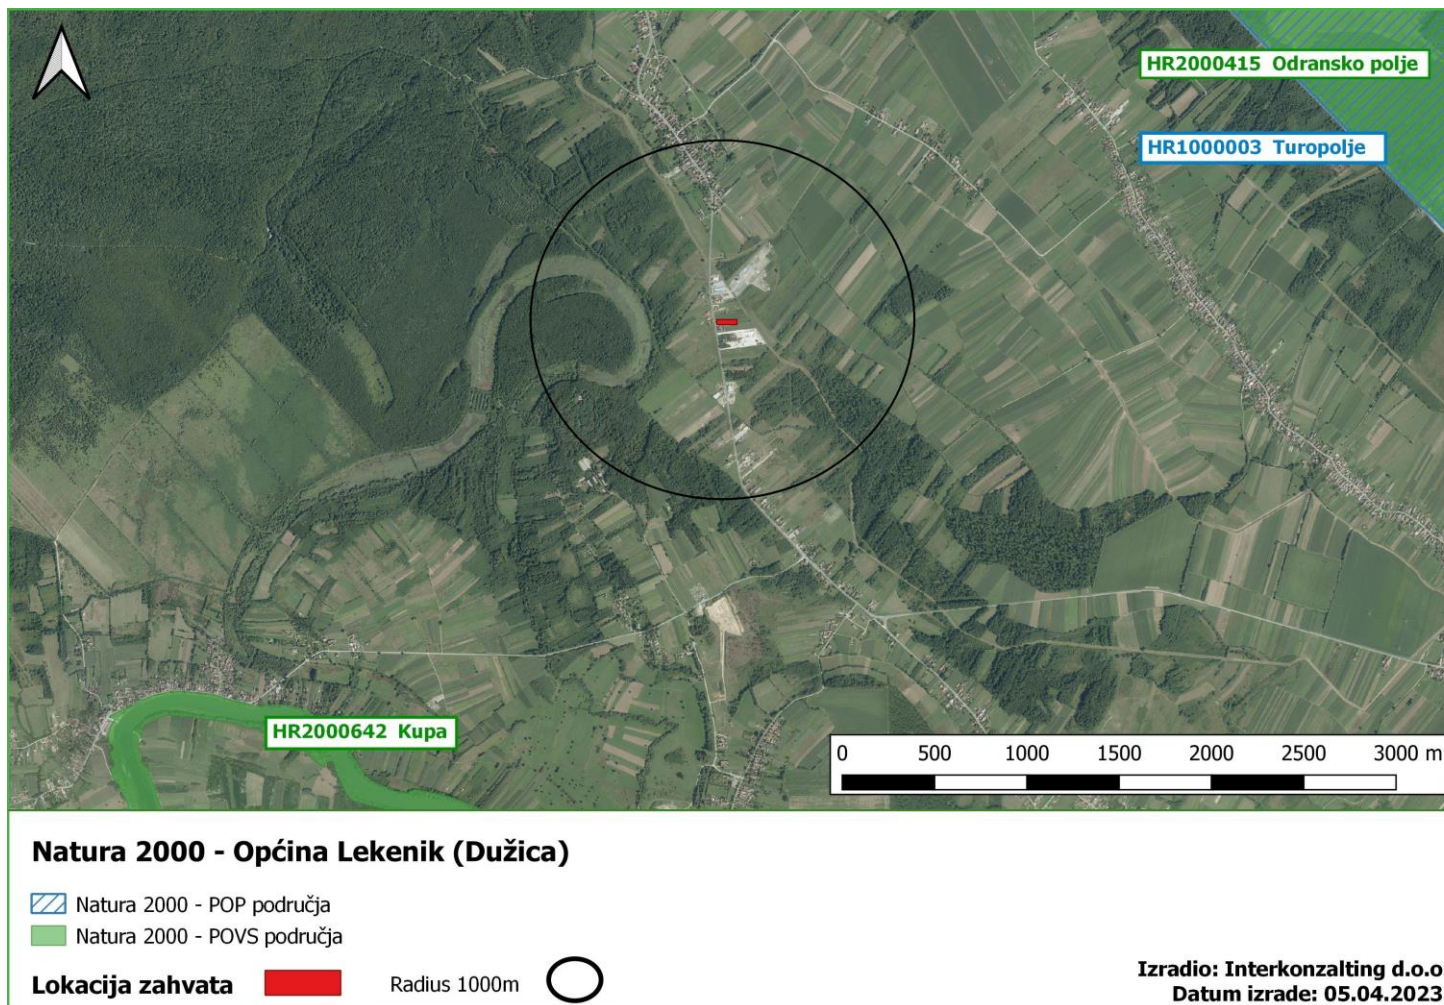 HR2000415 Odransko polje
HR1000003 Turopolje
HR2000642 Kupa
0 500 1000 1500 2000 2500 3000 m
Natura 2000 - Općina Lekenik (Dužica)
Natura 2000 - POP područja
Natura 2000 - POVS područja
Lokacija zahvata Radius 1000m
Izradio: Interkonzalting d.o.o
Datum izrade: 05.04.2023